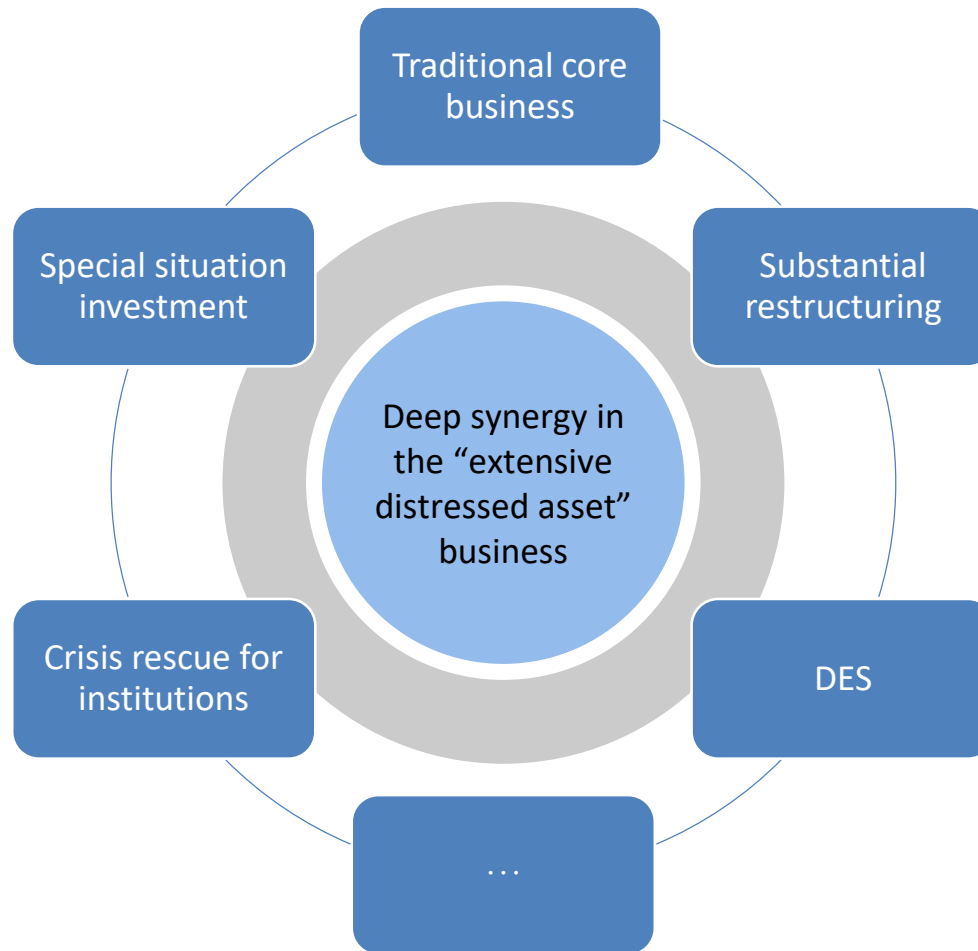 Traditional core
business
Special situation
investment
Substantial
restructuring
Deep synergy in
the “extensive
distressed asset”
business
Crisis rescue for
institutions
DES
...